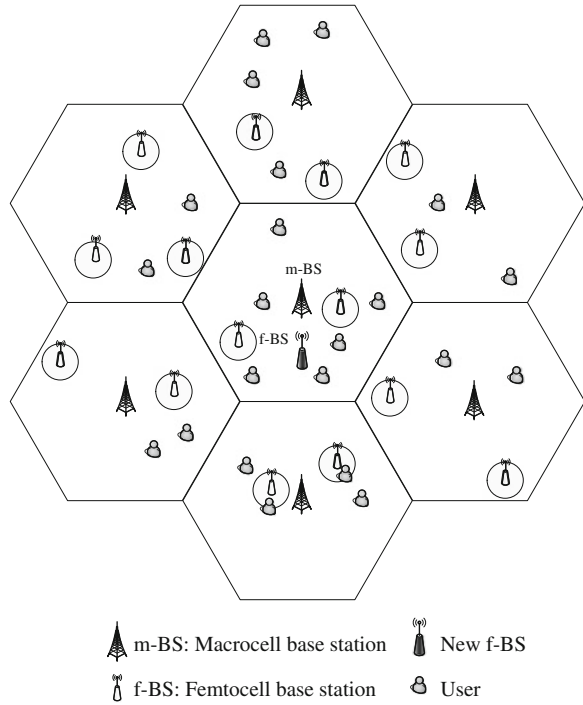 m-BS
f-BS
m-BS: Macrocell base station
New f-BS
f-BS: Femtocell base station
User